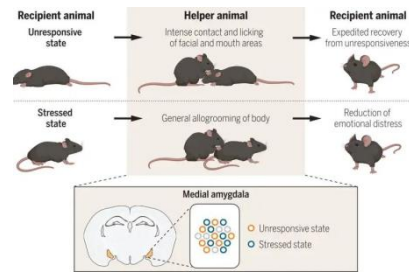 Recipient animal
Helper animal
Recipient animal
Unresponsive
state
Intense contact and licking
of facial and mouth areas
Expedited recovery
from unresponsiveness
Stressed
state
General allogrooming of body
Reduction of
emotional distress
Medial amygdala
Unresponsive state
Stressed state